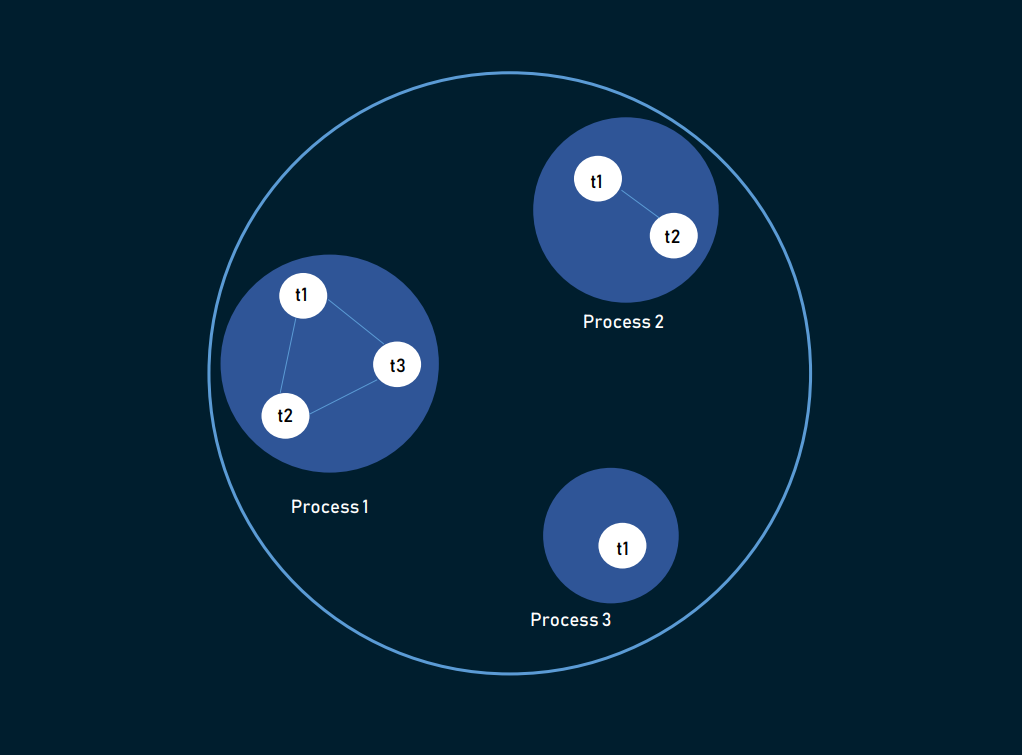 t1
t2
Process 2
t1
t3
t2
Process 1
t1
Process 3